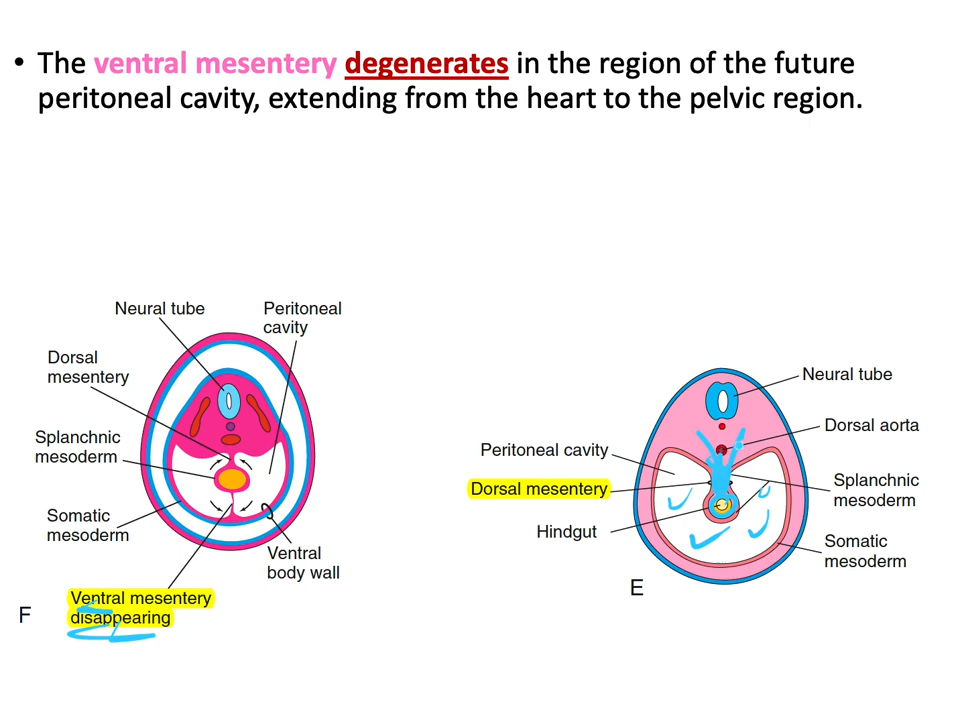 • The ventral mesentery degenerates in the region of the future
peritoneal cavity, extending from the heart to the pelvic region.
Neural tube
Peritoneal
cavity
Dorsal
mesentery
Splanchnic
mesoderm
Somatic
mesoderm
Ventral
body wall
Ventral mesentery
disappearing
F
Neural tube
Dorsal aorta
Peritoneal cavity
Dorsal mesentery
Splanchnic
mesoderm
Hindgut
Somatic
mesoderm
E